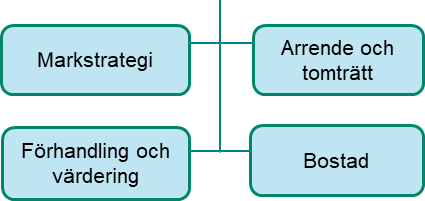 Markstrategi
Arrende och
tomträtt
Förhandling och
värdering
Bostad